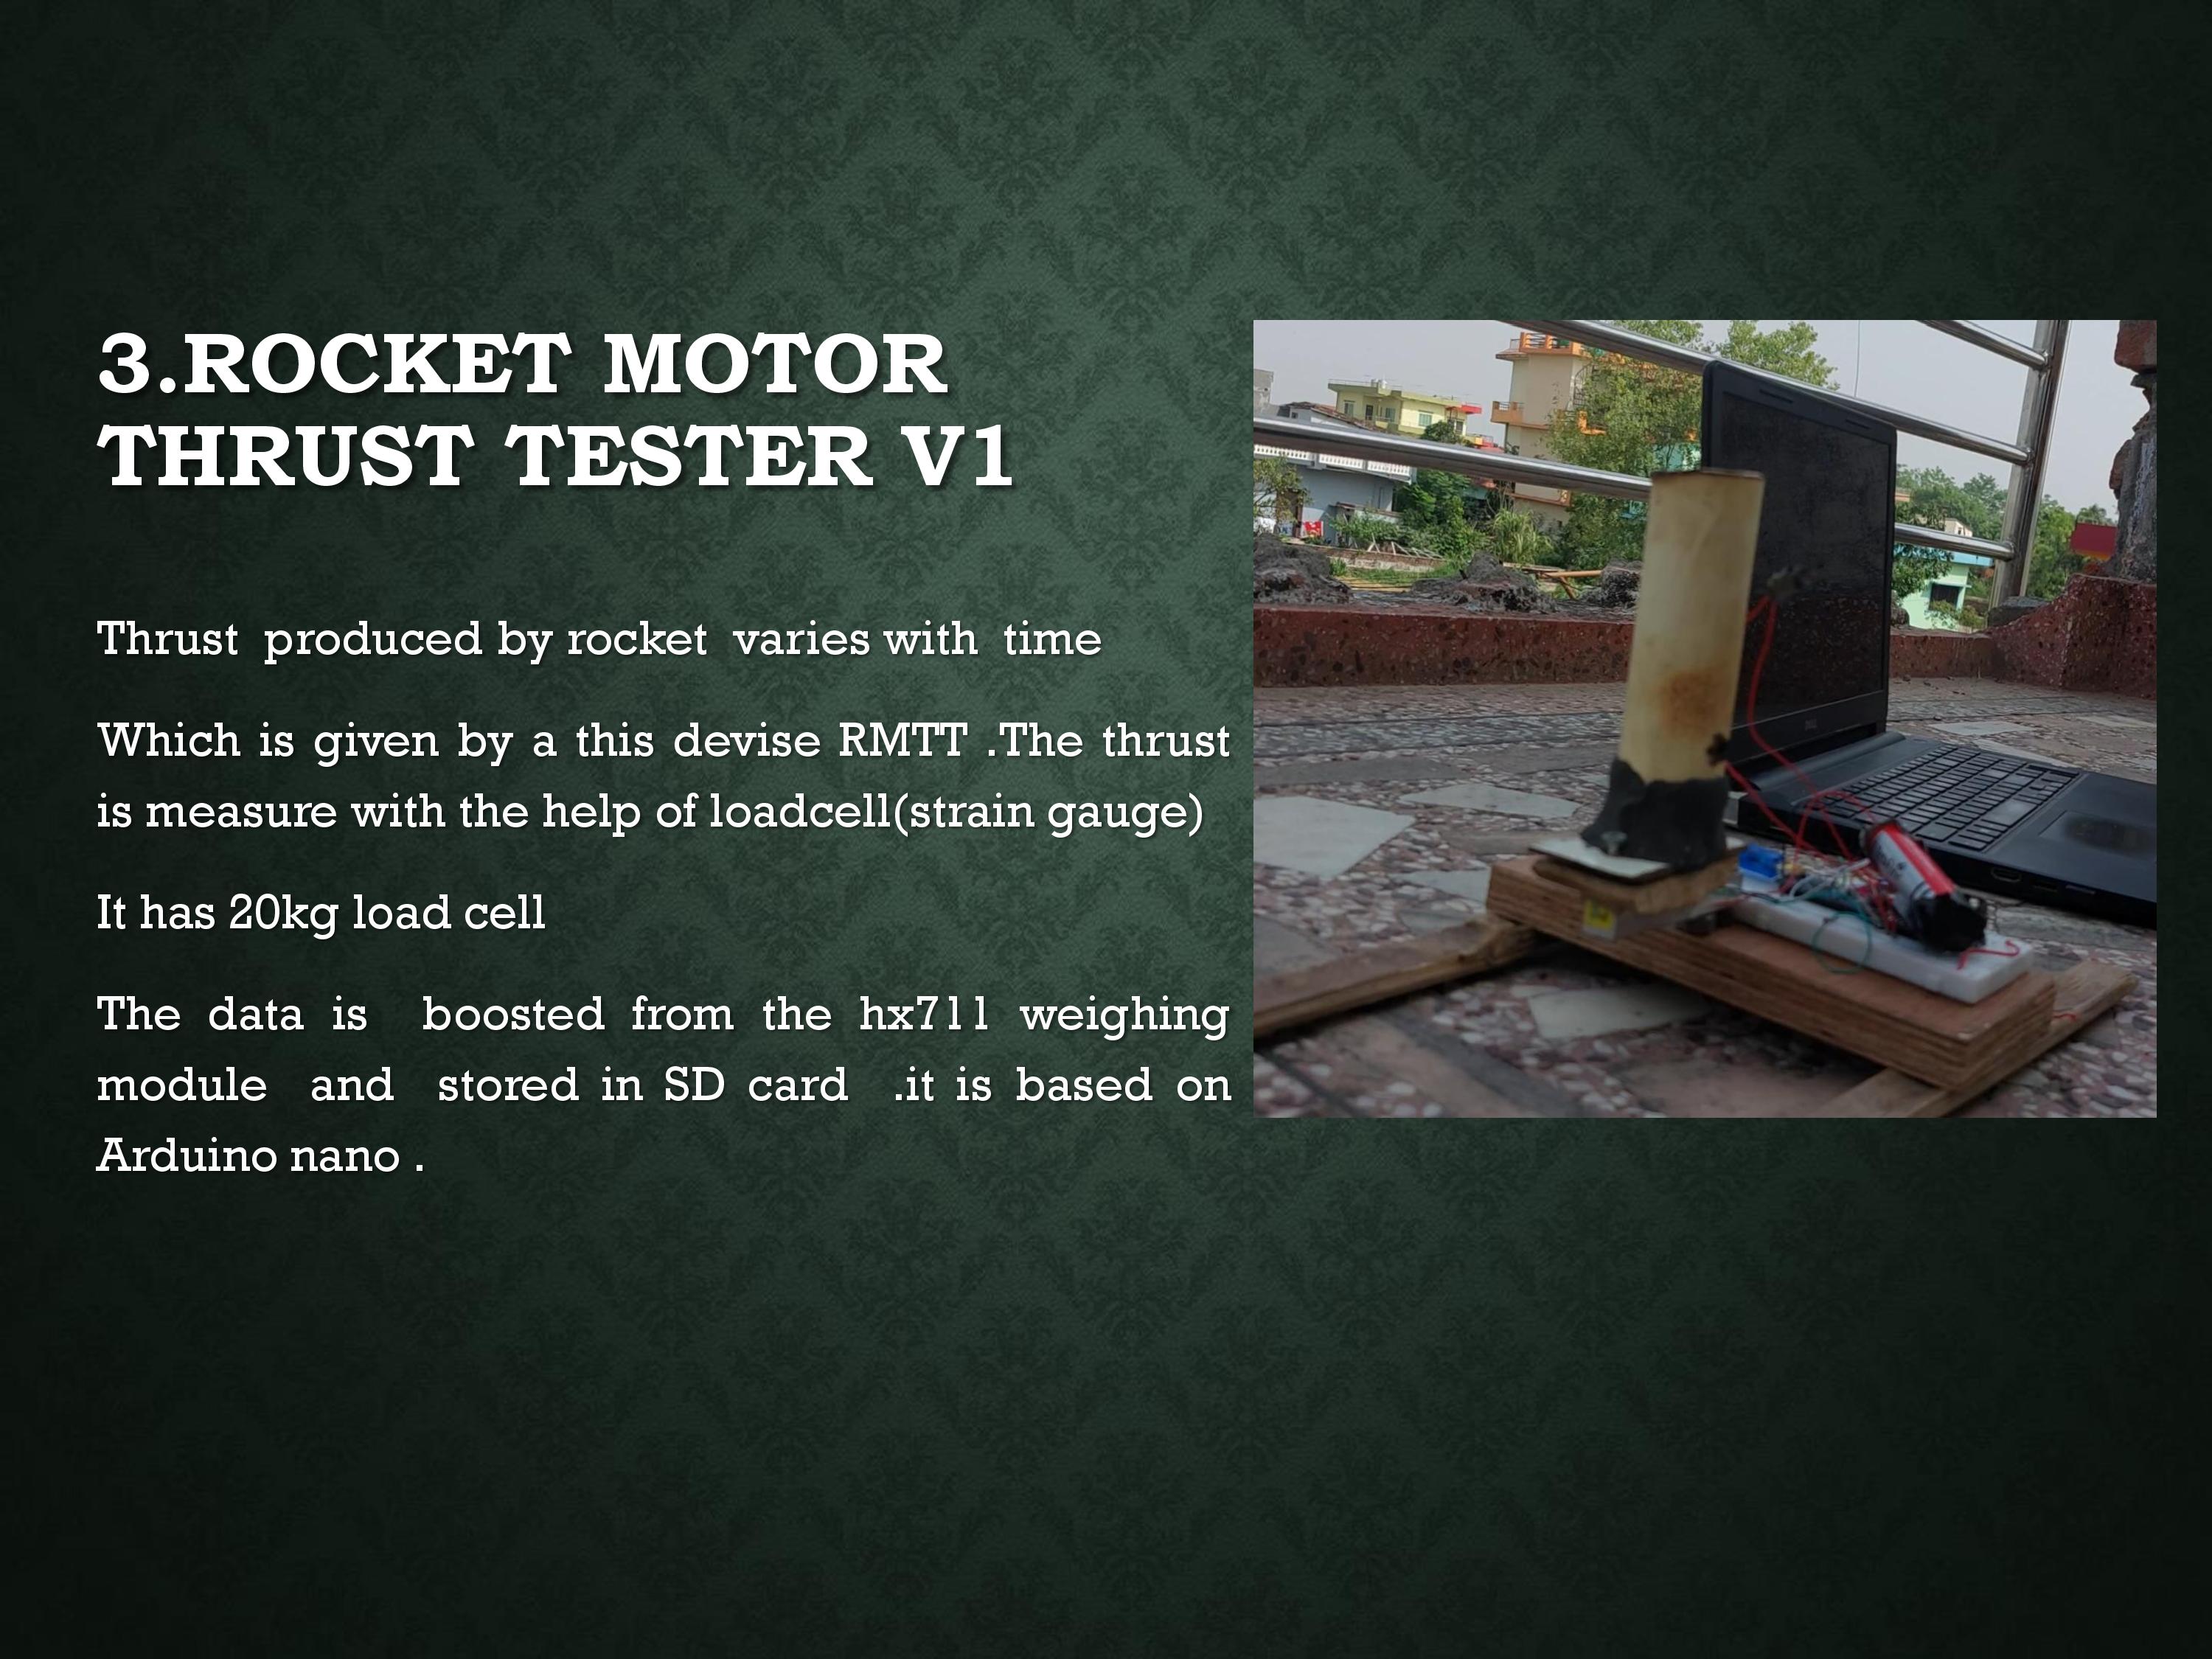 3.ROCKET MOTOR
THRUST TESTER V1
Thrust produced by rocket varies with time
Which is given by a this devise RMTT .The thrust
is measure with the help of loadcell(strain gauge)
It has 20kg load cell
The data is boosted from the hx711 weighing
module and stored in SD card .it is based on
Arduino nano .